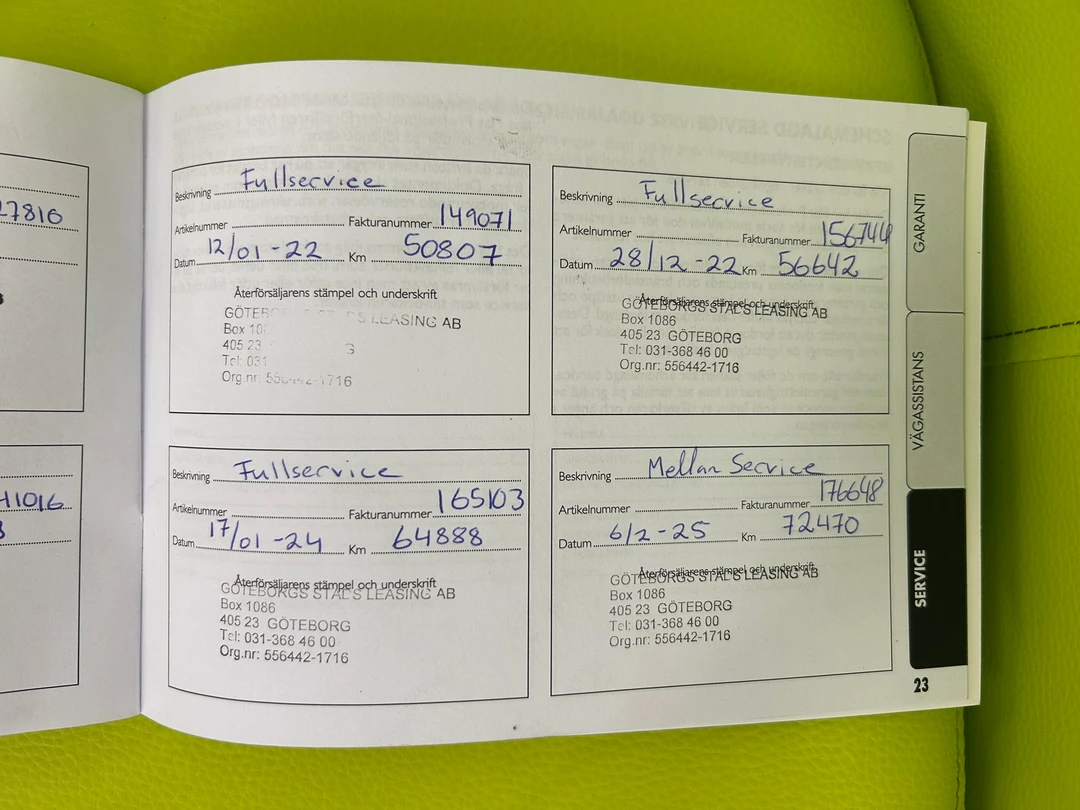 27816
41016
Beskrivning Fullservice
Artikelnummer Fakturanummer 149071
Datum 12/01-22 Km 50807
Återförsäljarens stämpel och underskrift
LEASING AB
Box
405 23
Tel: 031
Org.nr: 1716
Beskrivning Fullservice
Artikelnummer Fakturanummer 156744
Datum 28/12-22 Km 56642
Återförsäljarens stämpel och underskrift
GÖTEBORGS STÅL'S LEASING AB
Box 1086
405 23 GÖTEBORG
Tel: 031-368 46 00
Org.nr: 556442-1716
Beskrivning Fullservice
Artikelnummer Fakturanummer 165103
Datum 17/01-24 Km 64888
Återförsäljarens stämpel och underskrift
GÖTEBORGS STÅL'S LEASING AB
Box 1086
405 23 GÖTEBORG
Tel: 031-368 46 00
Org.nr: 556442-1716
Beskrivning Mellan Service
Artikelnummer Fakturanummer 176648
Datum 6/2-25 Km 72470
Återförsäljarens stämpel och underskrift
GÖTEBORGS STÅL'S LEASING AB
Box 1086
405 23 GÖTEBORG
Tel: 031-368 46 00
Org.nr: 556442-1716
GARANTI
VÄGASSISTANS
SERVICE
23